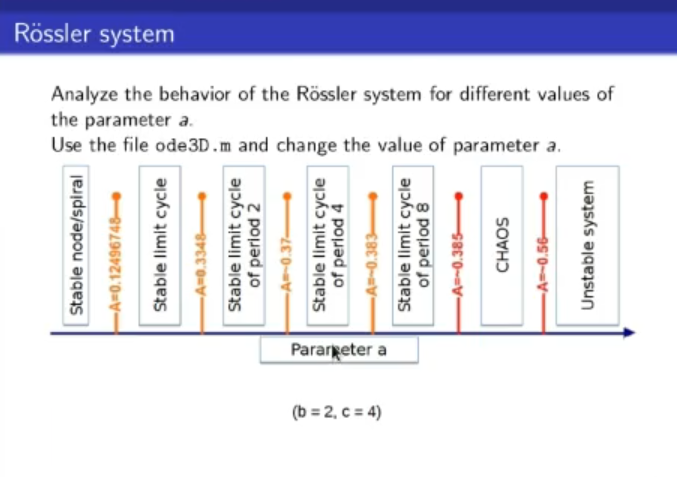 Rössler system
Analyze the behavior of the Rössler system for different values of
the parameter a.
Use the file ode3D.m and change the value of parameter a.
Stable node/spiral
A=0.12496748
Stable limit cycle
A=0.3348
Stable limit cycle
of period 2
A=~0.37
Stable limit cycle
of period 4
A=~0.383
Stable limit cycle
of period 8
A=~0.385
CHAOS
A=~0.56
Unstable system
Parameter a
(b = 2, c = 4)